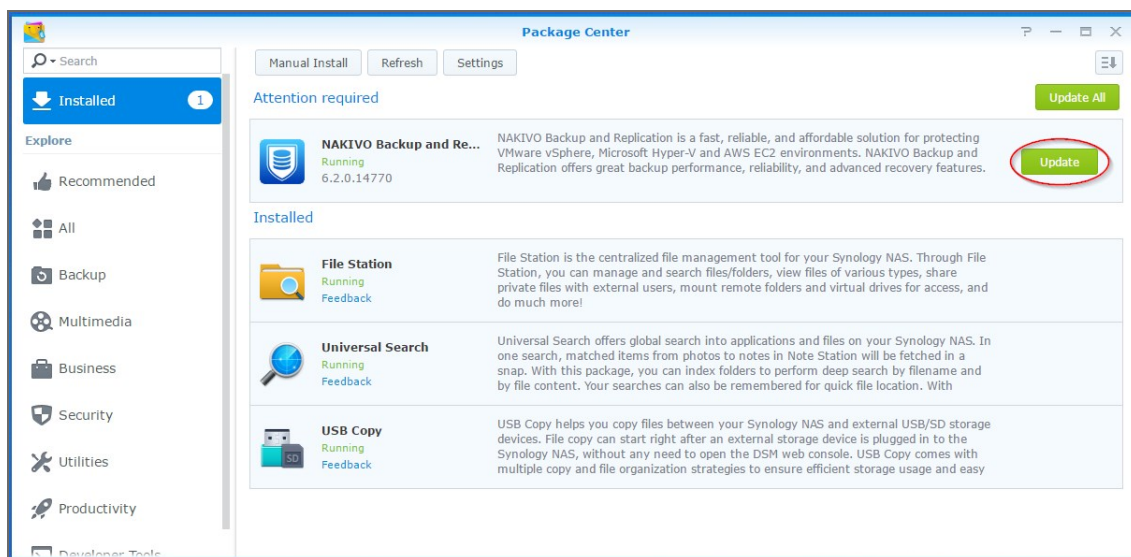 Package Center
Search
Manual Install Refresh Settings
Installed 1
Attention required
Update All
Explore
Recommended
All
Backup
Multimedia
Business
Security
Utilities
Productivity
Developer Tools
NAKIVO Backup and Re...
Running
6.2.0.14770
NAKIVO Backup and Replication is a fast, reliable, and affordable solution for protecting
VMware vSphere, Microsoft Hyper-V and AWS EC2 environments. NAKIVO Backup and
Replication offers great backup performance, reliability, and advanced recovery features.
Update
Installed
File Station
Running
Feedback
File Station is the centralized file management tool for your Synology NAS. Through File
Station, you can manage and search files/folders, view files of various types, share
private files with external users, mount remote folders and virtual drives for access, and
do much more!
Universal Search
Running
Feedback
Universal Search offers global search into applications and files on your Synology NAS. In
one search, matched items from photos to notes in Note Station will be fetched in a
snap. With this package, you can index folders to perform deep search by filename and
by file content. Your searches can also be remembered for quick file location. With
USB Copy
Running
Feedback
SD
USB Copy helps you copy files between your Synology NAS and external USB/SD storage
devices. File copy can start right after an external storage device is plugged in to the
Synology NAS, without any need to open the DSM web console. USB Copy comes with
multiple copy and file organization strategies to ensure efficient storage usage and easy